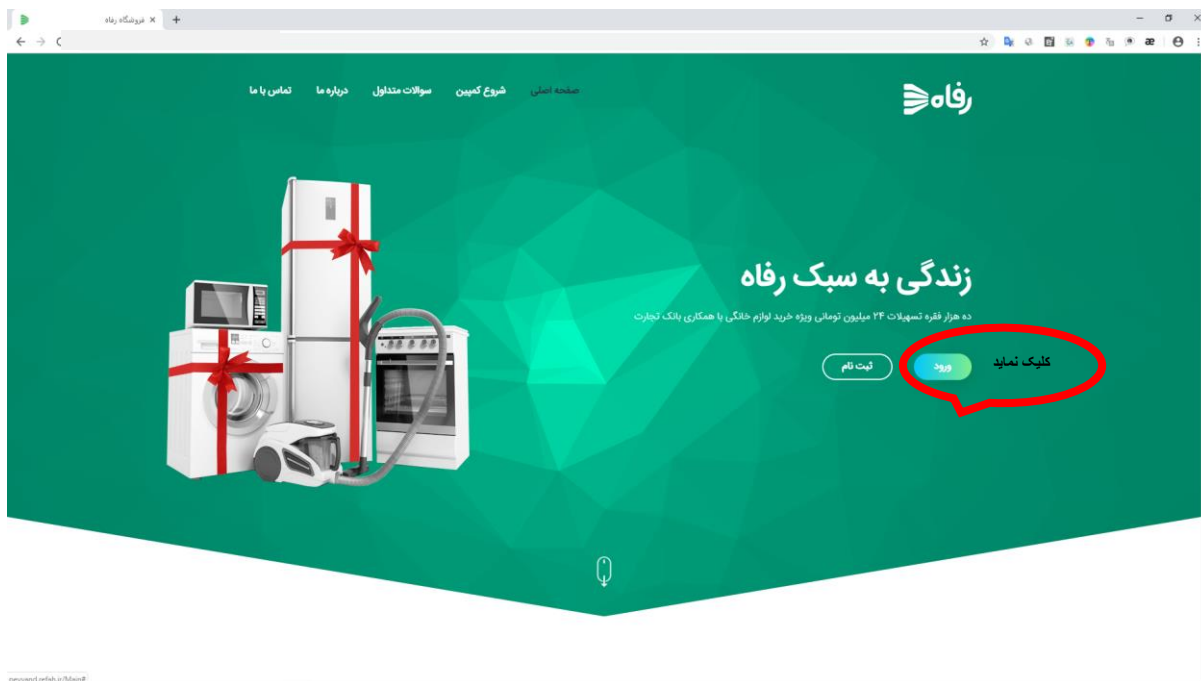 فروشگاه رفاه
رفاه
صفحه اصلی شروع کمپین سوالات متداول درباره ما تماس با ما
زندگی به سبک رفاه
ده هزار فقره تسهیلات ۲۴ میلیون تومانی ویژه خرید لوازم خانگی با همکاری بانک تجارت
کلیک نماید
ورود ثبت نام